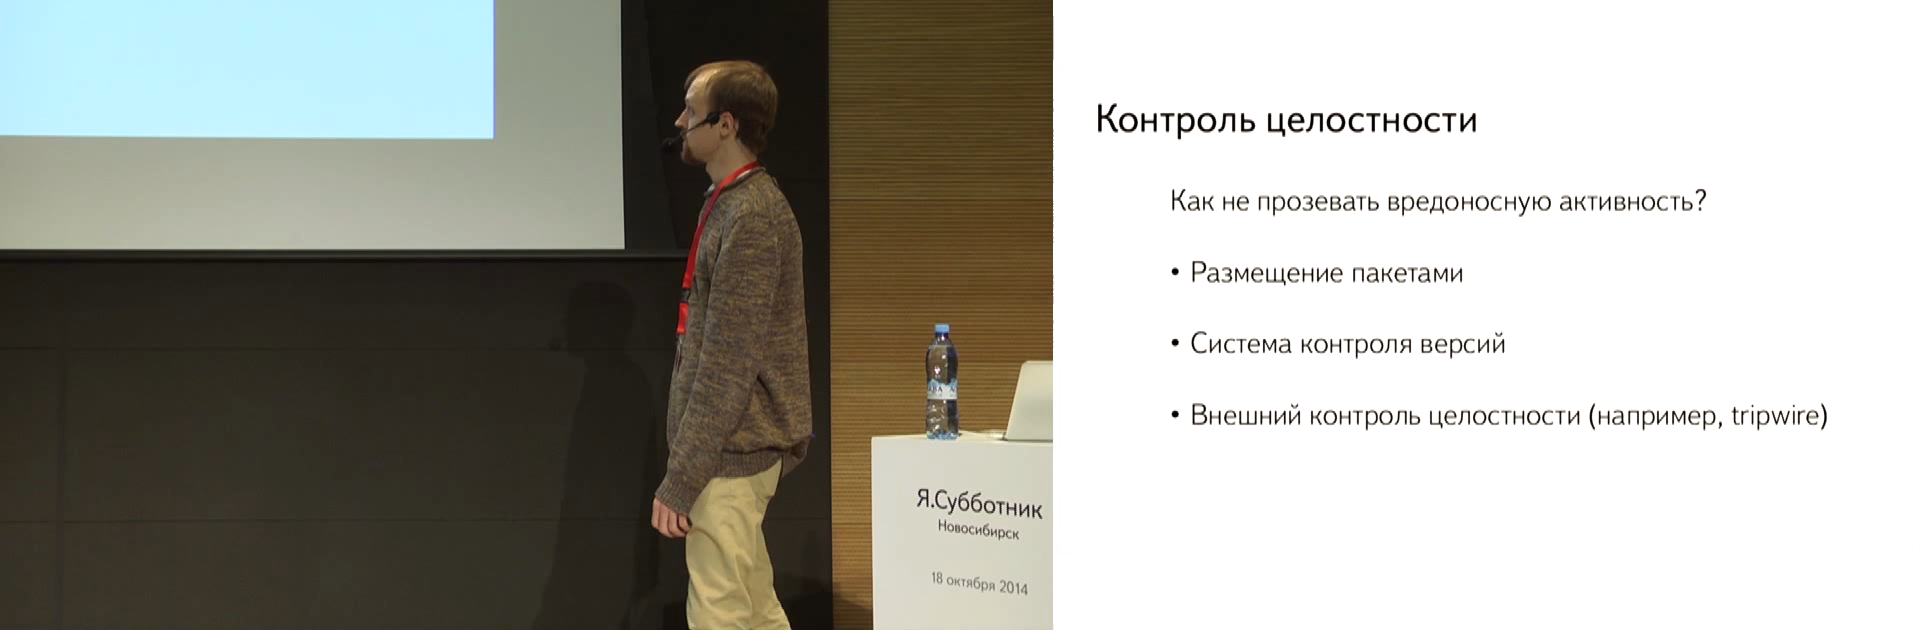 Контроль целостности
Как не прозевать вредоносную активность?
• Размещение пакетами
• Система контроля версий
• Внешний контроль целостности (например, tripwire)
Я.Субботник
Новосибирск
18 октября 2014